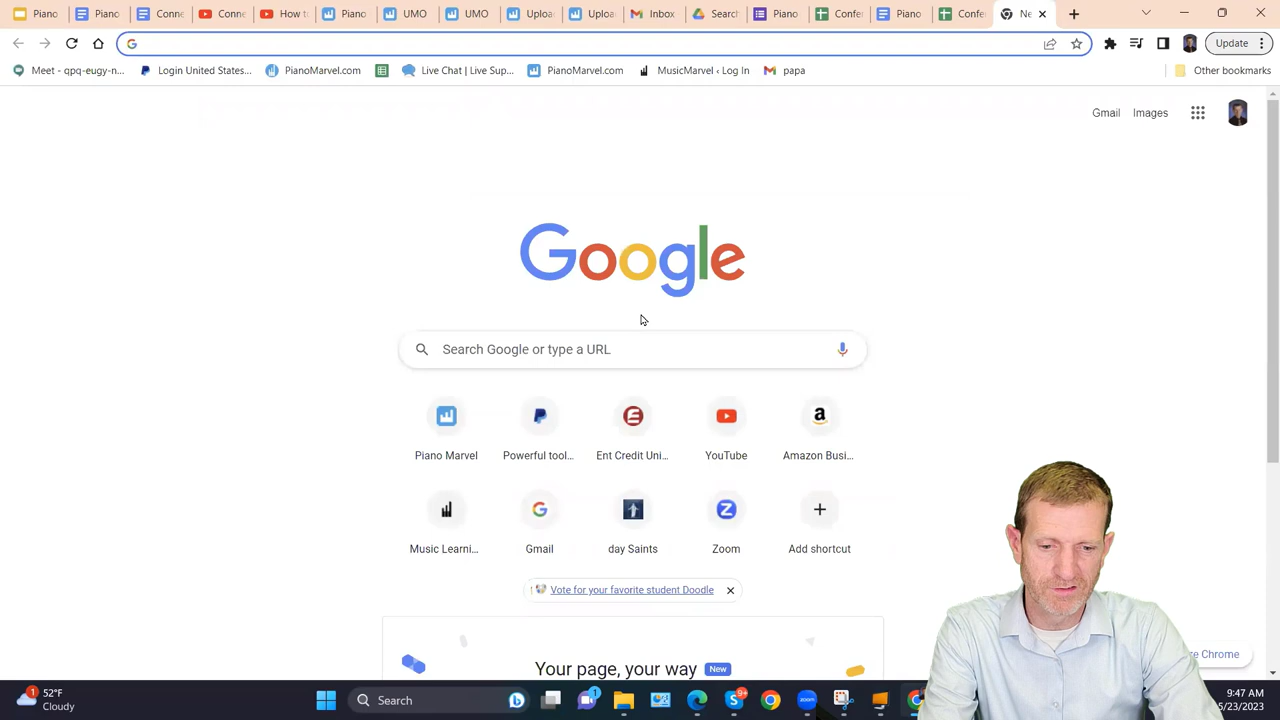 Piano
Piano
Conne
Conne
How t
Piano
UMO
UMO
Uploa
Uploa
Inbox
Search
Piano
Confe
Piano
Confe
Ne
Update
Meet - qpq-eugy-n...
Login United States...
PianoMarvel.com
Live Chat | Live Sup...
PianoMarvel.com
MusicMarvel ‹ Log In
papa
Other bookmarks
Gmail
Images
Google
Search Google or type a URL
Piano Marvel
Powerful tool...
Ent Credit Uni...
YouTube
Amazon Busi...
Music Learni...
Gmail
day Saints
Zoom
Add shortcut
Vote for your favorite student Doodle
Your page, your way New
e Chrome
1
52°F
Cloudy
Search
1
9+
9:47 AM
5/23/2023